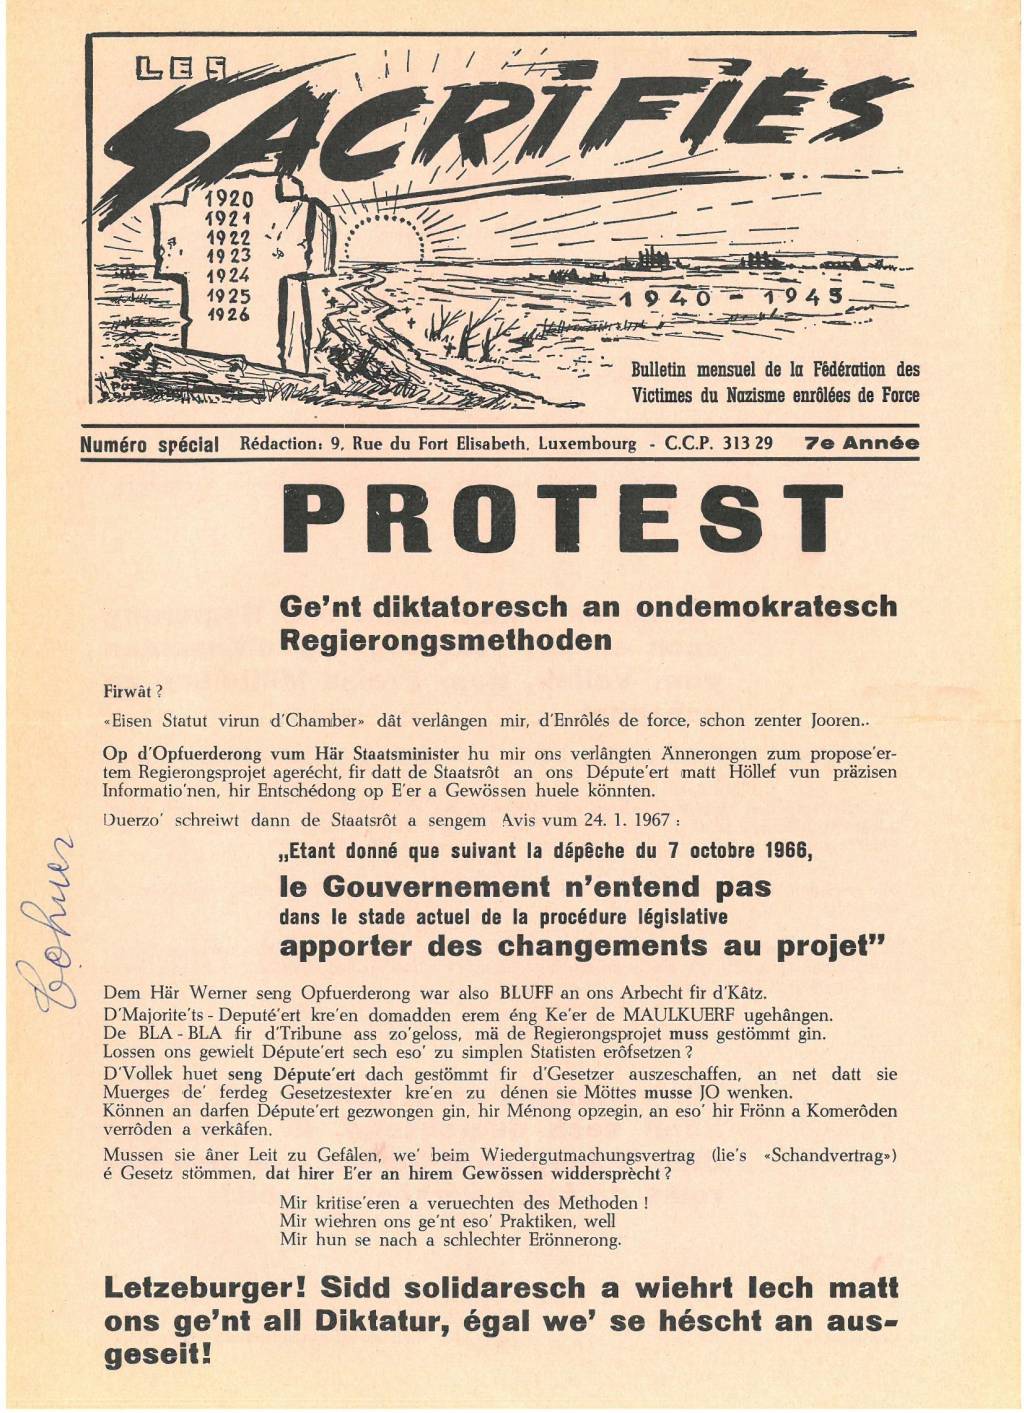 LES
SACRIFIÉS
1920
1921
1922
1923
1924
1925
1926
1940 - 1945
Bulletin mensuel de la Fédération des
Victimes du Nazisme enrôlées de Force
Numéro spécial Rédaction: 9, Rue du Fort Elisabeth, Luxembourg - C.C.P. 313 29 7e Année
PROTEST
Ge'nt diktatoresch an ondemokratesch
Regierongsmethoden
Firwât ?
«Eisen Statut virun d'Chamber» dât verlângen mir, d'Enrôlés de force, schon zenter Jooren..
Op d'Opfuerderong vum Här Staatsminister hu mir ons verlângten Ännerongen zum propose'er-
tem Regierongsprojet agerécht, fir datt de Staatsrôt an ons Députe'ert matt Höllef vun präzisen
Informatio'nen, hir Entschédong op E'er a Gewössen huele könnten.
Duerzo' schreiwt dann de Staatsrôt a sengem Avis vum 24. 1. 1967 :
„Etant donné que suivant la dépêche du 7 octobre 1966,
le Gouvernement n'entend pas
dans le stade actuel de la procédure législative
apporter des changements au projet"
Dem Här Werner seng Opfuerderong war also BLUFF an ons Arbecht fir d'Kâtz.
D'Majorite'ts - Deputé'ert kre'en domadden erem éng Ke'er de MAULKUERF ugehângen.
De BLA - BLA fir d'Tribune ass zo'geloss, mä de Regierongsprojet muss gestömmt gin.
Lossen ons gewielt Députe'ert sech eso' zu simplen Statisten erôfsetzen ?
D'Vollek huet seng Députe'ert dach gestömmt fir d'Gesetzer auszeschaffen, an net datt sie
Muerges de' ferdeg Gesetzestexter kre'en zu dénen sie Möttes musse JO wenken.
Können an darfen Députe'ert gezwongen gin, hir Ménong opzegin, an eso' hir Frönn a Komerôden
verrôden a verkâfen.
Mussen sie âner Leit zu Gefâlen, we' beim Wiedergutmachungsvertrag (lie's «Schandvertrag»)
é Gesetz stömmen, dat hirer E'er an hirem Gewössen widdersprècht ?
Mir kritise'eren a veruechten des Methoden !
Mir wiehren ons ge'nt eso' Praktiken, well
Mir hun se nach a schlechter Erönnerong.
Letzeburger! Sidd solidaresch a wiehrt Iech matt
ons ge'nt all Diktatur, égal we' se héscht an aus-
geseit!